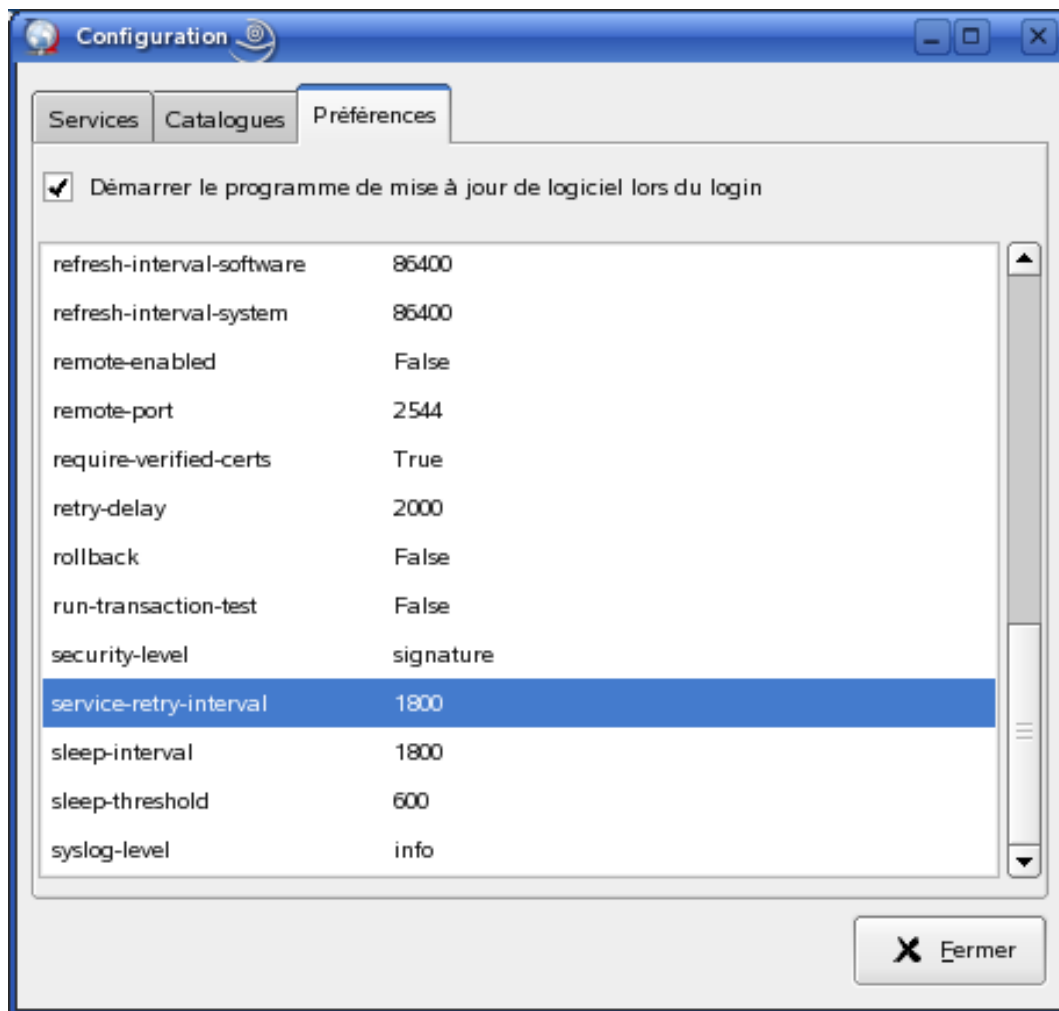 Configuration
Services Catalogues Préférences
Démarrer le programme de mise à jour de logiciel lors du login
refresh-interval-software 86400
refresh-interval-system 86400
remote-enabled False
remote-port 2544
require-verified-certs True
retry-delay 2000
rollback False
run-transaction-test False
security-level signature
service-retry-interval 1800
sleep-interval 1800
sleep-threshold 600
syslog-level info
Fermer